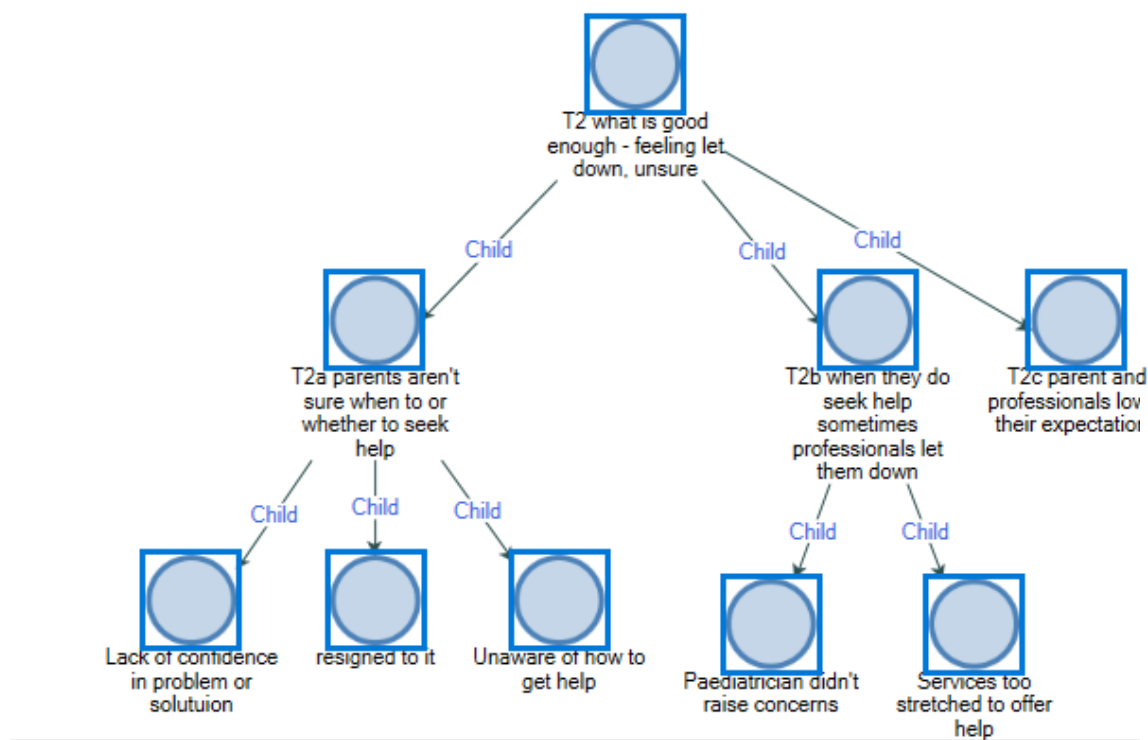 T2 what is good
enough - feeling let
down, unsure
Child
Child
Child
T2a parents aren't
sure when to or
whether to seek
help
T2b when they do
seek help
sometimes
professionals let
them down
T2c parent and
professionals low
their expectation
Child
Child
Child
Child
Child
Lack of confidence
in problem or
solutuion
resigned to it
Unaware of how to
get help
Paediatrician didn't
raise concerns
Services too
stretched to offer
help